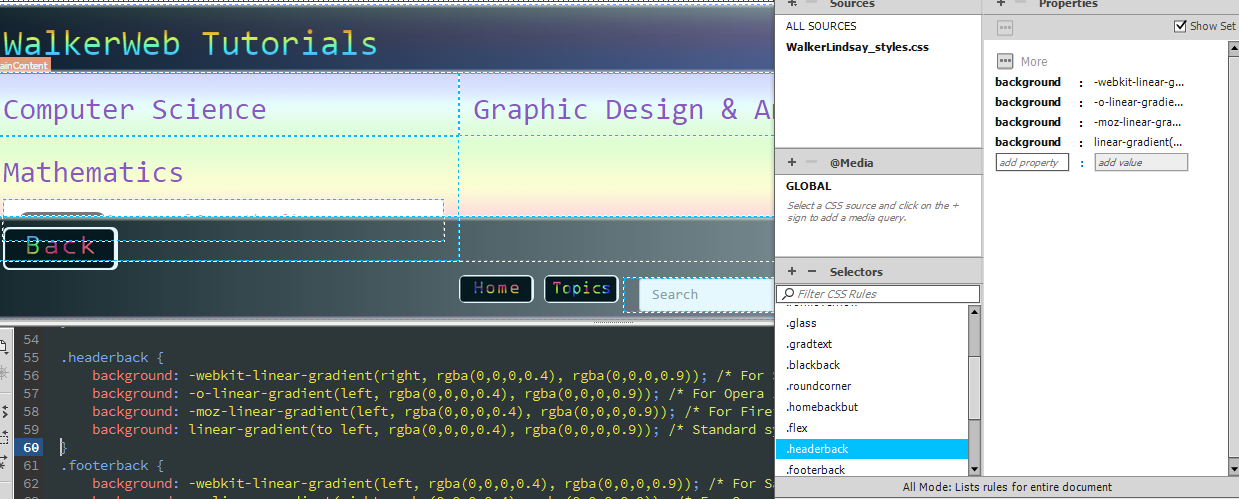 WalkerWeb Tutorials
ainContent
Computer Science
Graphic Design &
Mathematics
Back
Home
Topics
Search
54
55 .headerback {
56 background: -webkit-linear-gradient(right, rgba(0,0,0,0.4), rgba(0,0,0,0.9)); /* For
57 background: -o-linear-gradient(left, rgba(0,0,0,0.4), rgba(0,0,0,0.9)); /* For Opera
58 background: -moz-linear-gradient(left, rgba(0,0,0,0.4), rgba(0,0,0,0.9)); /* For Fire
59 background: linear-gradient(to left, rgba(0,0,0,0.4), rgba(0,0,0,0.9)); /* Standard sy
60 }
61 .footerback {
62 background: -webkit-linear-gradient(left, rgba(0,0,0,0.4), rgba(0,0,0,0.9)); /* For Sa
+ − Sources
ALL SOURCES
WalkerLindsay_styles.css
+ − @Media
GLOBAL
Select a CSS source and click on the +
sign to add a media query.
+ − Selectors
Filter CSS Rules
.glass
.gradtext
.blackback
.roundcorner
.homebackbut
.flex
.headerback
.footerback
+ − Properties
Show Set
More
background : -webkit-linear-g...
background : -o-linear-gradie...
background : -moz-linear-gra...
background : linear-gradient(...
add property : add value
All Mode: Lists rules for entire document